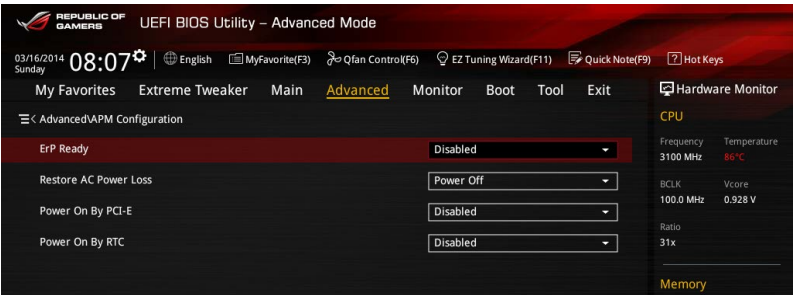 REPUBLIC OF
GAMERS
UEFI BIOS Utility – Advanced Mode
03/16/2014
Sunday
08:07
English
MyFavorite(F3)
Qfan Control(F6)
EZ Tuning Wizard(F11)
Quick Note(F9)
? Hot Keys
My Favorites
Extreme Tweaker
Main
Advanced
Monitor
Boot
Tool
Exit
Hardware Monitor
< Advanced\APM Configuration
ErP Ready
Disabled
Restore AC Power Loss
Power Off
Power On By PCI-E
Disabled
Power On By RTC
Disabled
CPU
Frequency Temperature
3100 MHz 86°C
BCLK Vcore
100.0 MHz 0.928 V
Ratio
31x
Memory